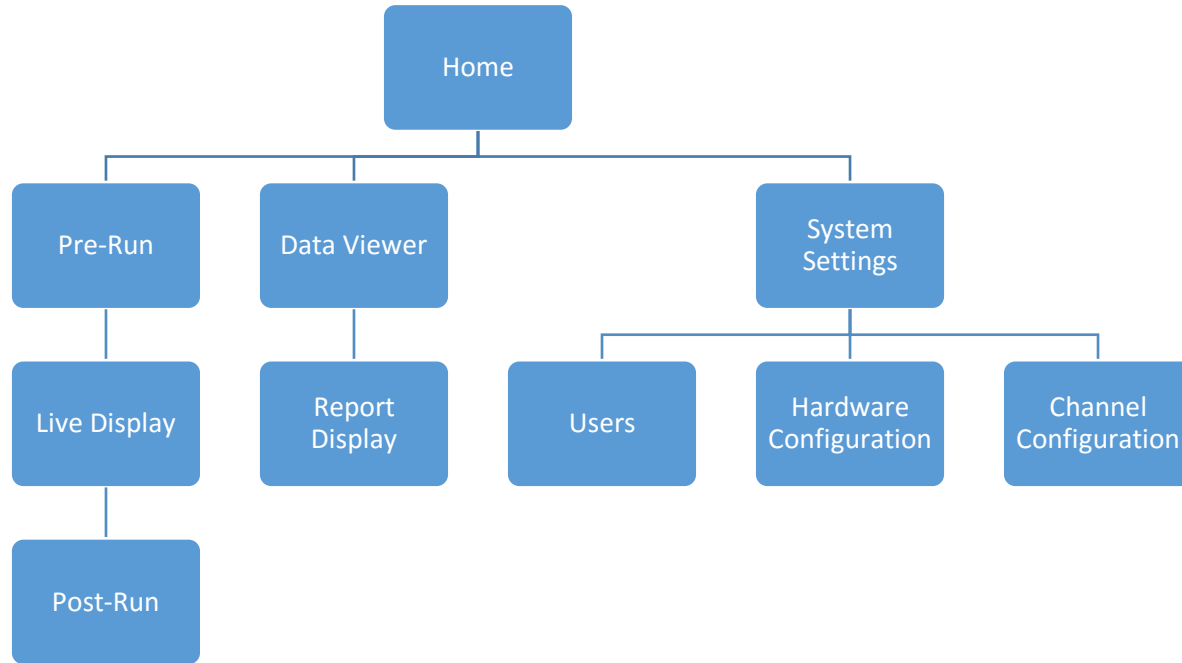 Home
Pre-Run
Data Viewer
System
Settings
Live Display
Report
Display
Users
Hardware
Configuration
Channel
Configuration
Post-Run